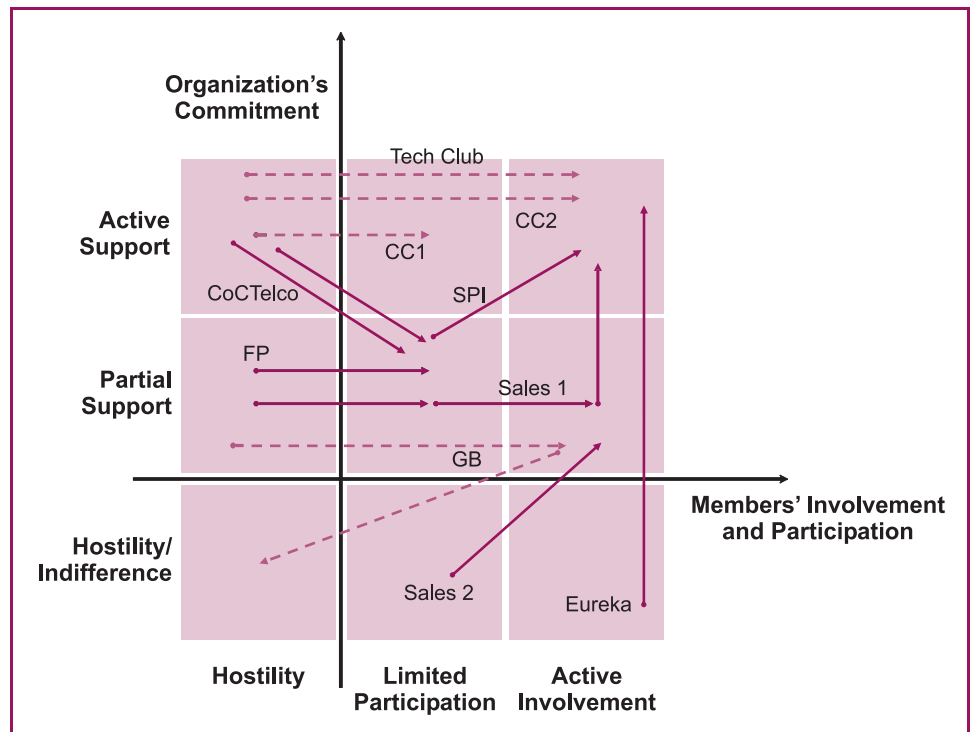 Organization's
Commitment
Tech Club
Active
Support
CC2
CC1
CoCTelco
SPI
FP
Partial
Support
Sales 1
GB
Members' Involvement
and Participation
Hostility/
Indifference
Sales 2
Eureka
Hostility
Limited
Participation
Active
Involvement